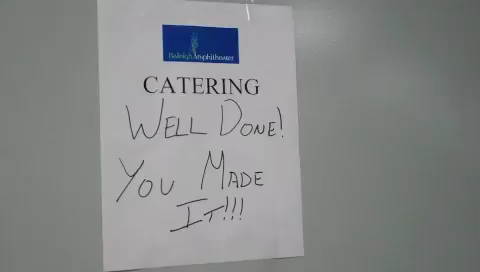 Raleigh Amphitheater
CATERING
WELL DONE!
YOU MADE
IT!!!